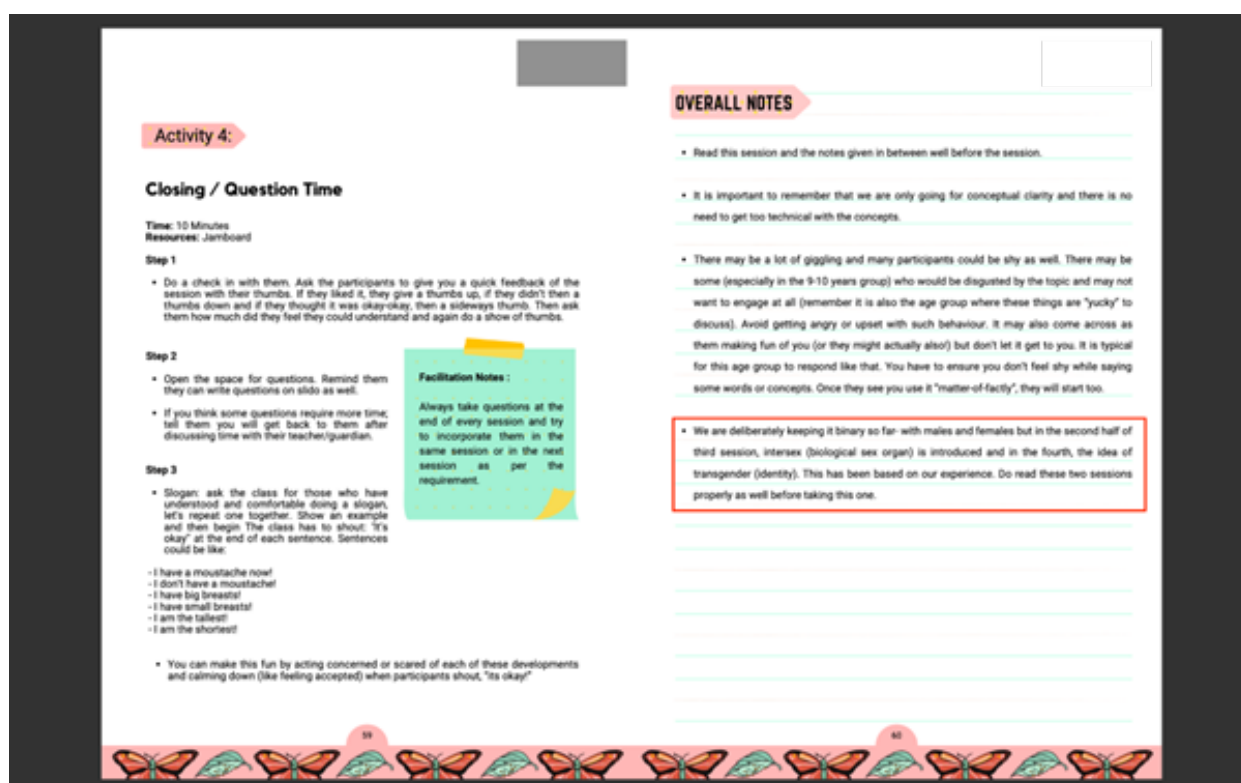 Activity 4:
Closing / Question Time
Time: 10 Minutes
Resources: Jamboard
Step 1
• Do a check in with them. Ask the participants to give you a quick feedback of the
session with their thumbs. If they liked it, they give a thumbs up, if they didn't then a
thumbs down and if they thought it was okay-okay, then a sideways thumb. Then ask
them how much did they feel they could understand and again do a show of thumbs.
Step 2
• Open the space for questions. Remind them
they can write questions on slido as well.
• If you think some questions require more time;
tell them you will get back to them after
discussing time with their teacher/guardian.
Step 3
• Slogan: ask the class for those who have
understood and comfortable doing a slogan,
let's repeat one together. Show an example
and then begin The class has to shout: "It's
okay" at the end of each sentence. Sentences
could be like:
- I have a moustache now!
- I don't have a moustache!
- I have big breasts!
- I have small breasts!
- I am the tallest!
- I am the shortest!
• You can make this fun by acting concerned or scared of each of these developments
and calming down (like feeling accepted) when participants shout, "its okay!"
Facilitation Notes :
Always take questions at the
end of every session and try
to incorporate them in the
same session or in the next
session as per the
requirement.
59
OVERALL NOTES
• Read this session and the notes given in between well before the session.
• It is important to remember that we are only going for conceptual clarity and there is no
need to get too technical with the concepts.
• There may be a lot of giggling and many participants could be shy as well. There may be
some (especially in the 9-10 years group) who would be disgusted by the topic and may not
want to engage at all (remember it is also the age group where these things are "yucky" to
discuss). Avoid getting angry or upset with such behaviour. It may also come across as
them making fun of you (or they might actually also!) but don't let it get to you. It is typical
for this age group to respond like that. You have to ensure you don't feel shy while saying
some words or concepts. Once they see you use it "matter-of-factly", they will start too.
• We are deliberately keeping it binary so far- with males and females but in the second half of
third session, intersex (biological sex organ) is introduced and in the fourth, the idea of
transgender (identity). This has been based on our experience. Do read these two sessions
properly as well before taking this one.
60